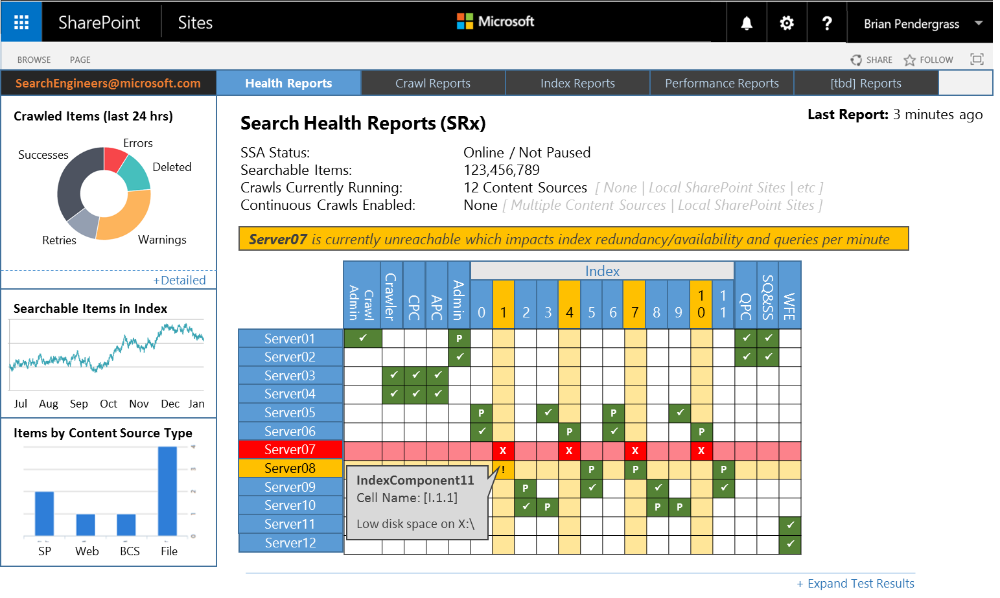 SharePoint
Sites
Microsoft
?
Brian Pendergrass
BROWSE
PAGE
SHARE
FOLLOW
SearchEngineers@microsoft.com
Health Reports
Crawl Reports
Index Reports
Performance Reports
[tbd] Reports
Crawled Items (last 24 hrs)
Errors
Successes
Deleted
Retries
Warnings
+Detailed
Searchable Items in Index
Jul Aug Sep Oct Nov Dec Jan
Items by Content Source Type
4
3
2
1
0
SP Web BCS File
Search Health Reports (SRx)
Last Report: 3 minutes ago
SSA Status: Online / Not Paused
Searchable Items: 123,456,789
Crawls Currently Running: 12 Content Sources [ None | Local SharePoint Sites | etc ]
Continuous Crawls Enabled: None [ Multiple Content Sources | Local SharePoint Sites ]
Server07 is currently unreachable which impacts index redundancy/availability and queries per minute
Crawl Admin
Crawler
CPC
APC
Admin
Index
0 1 2 3 4 5 6 7 8 9 10 11
QPC
SQ&SS
WFE
Server01 ✓ P ✓ ✓
Server02 ✓ ✓ ✓
Server03 ✓ ✓ ✓
Server04 ✓ ✓ ✓
Server05 P ✓ P ✓
Server06 ✓ P ✓ P
Server07 X X X X
Server08 ! P P P
Server09 P ✓ ✓ ✓
Server10 ✓ P P P
Server11 ✓
Server12 ✓
IndexComponent11
Cell Name: [I.1.1]
Low disk space on X:\
+ Expand Test Results